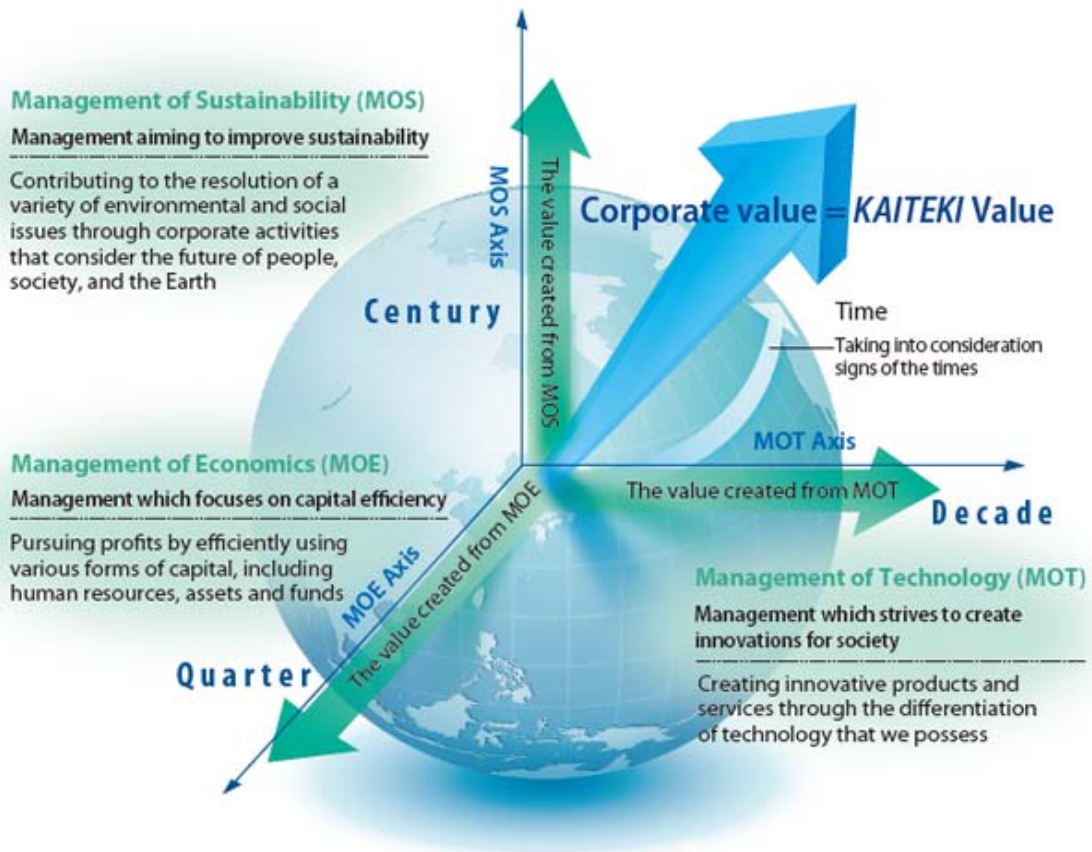 Management of Sustainability (MOS)
Management aiming to improve sustainability
Contributing to the resolution of a
variety of environmental and social
issues through corporate activities
that consider the future of people,
society, and the Earth
MOS Axis
The value created from MOS
Century
Corporate value = KAITEKI Value
Time
Taking into consideration
signs of the times
MOT Axis
The value created from MOT
Decade
Management of Economics (MOE)
Management which focuses on capital efficiency
Pursuing profits by efficiently using
various forms of capital, including
human resources, assets and funds
MOE Axis
The value created from MOE
Quarter
Management of Technology (MOT)
Management which strives to create
innovations for society
Creating innovative products and
services through the differentiation
of technology that we possess